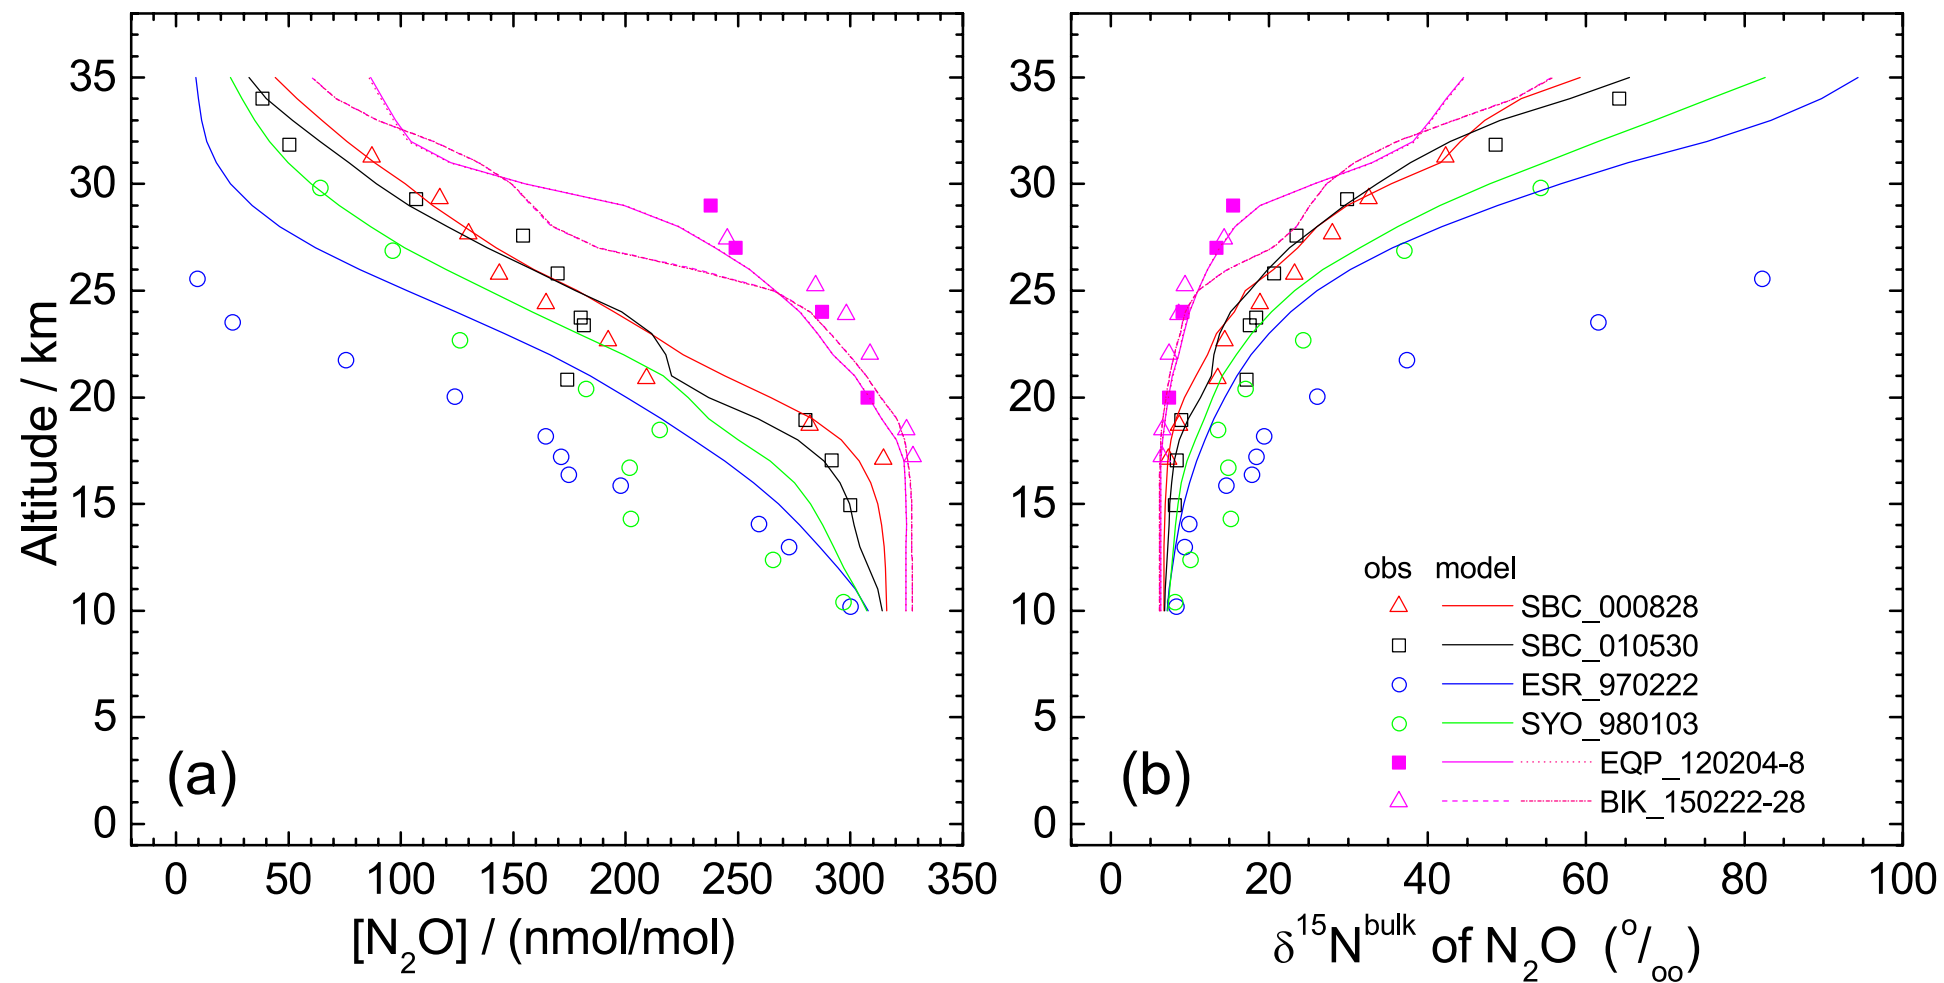 35
30
25
20
15
10
5
0
Altitude / km
(a)
0 50 100 150 200 250 300 350
[N₂O] / (nmol/mol)
35
30
25
20
15
10
5
0
(b)
obs model
SBC_000828
SBC_010530
ESR_970222
SYO_980103
EQP_120204-8
BIK_150222-28
0 20 40 60 80 100
δ¹⁵Nᵇᵘˡᵏ of N₂O (º/ₒₒ)